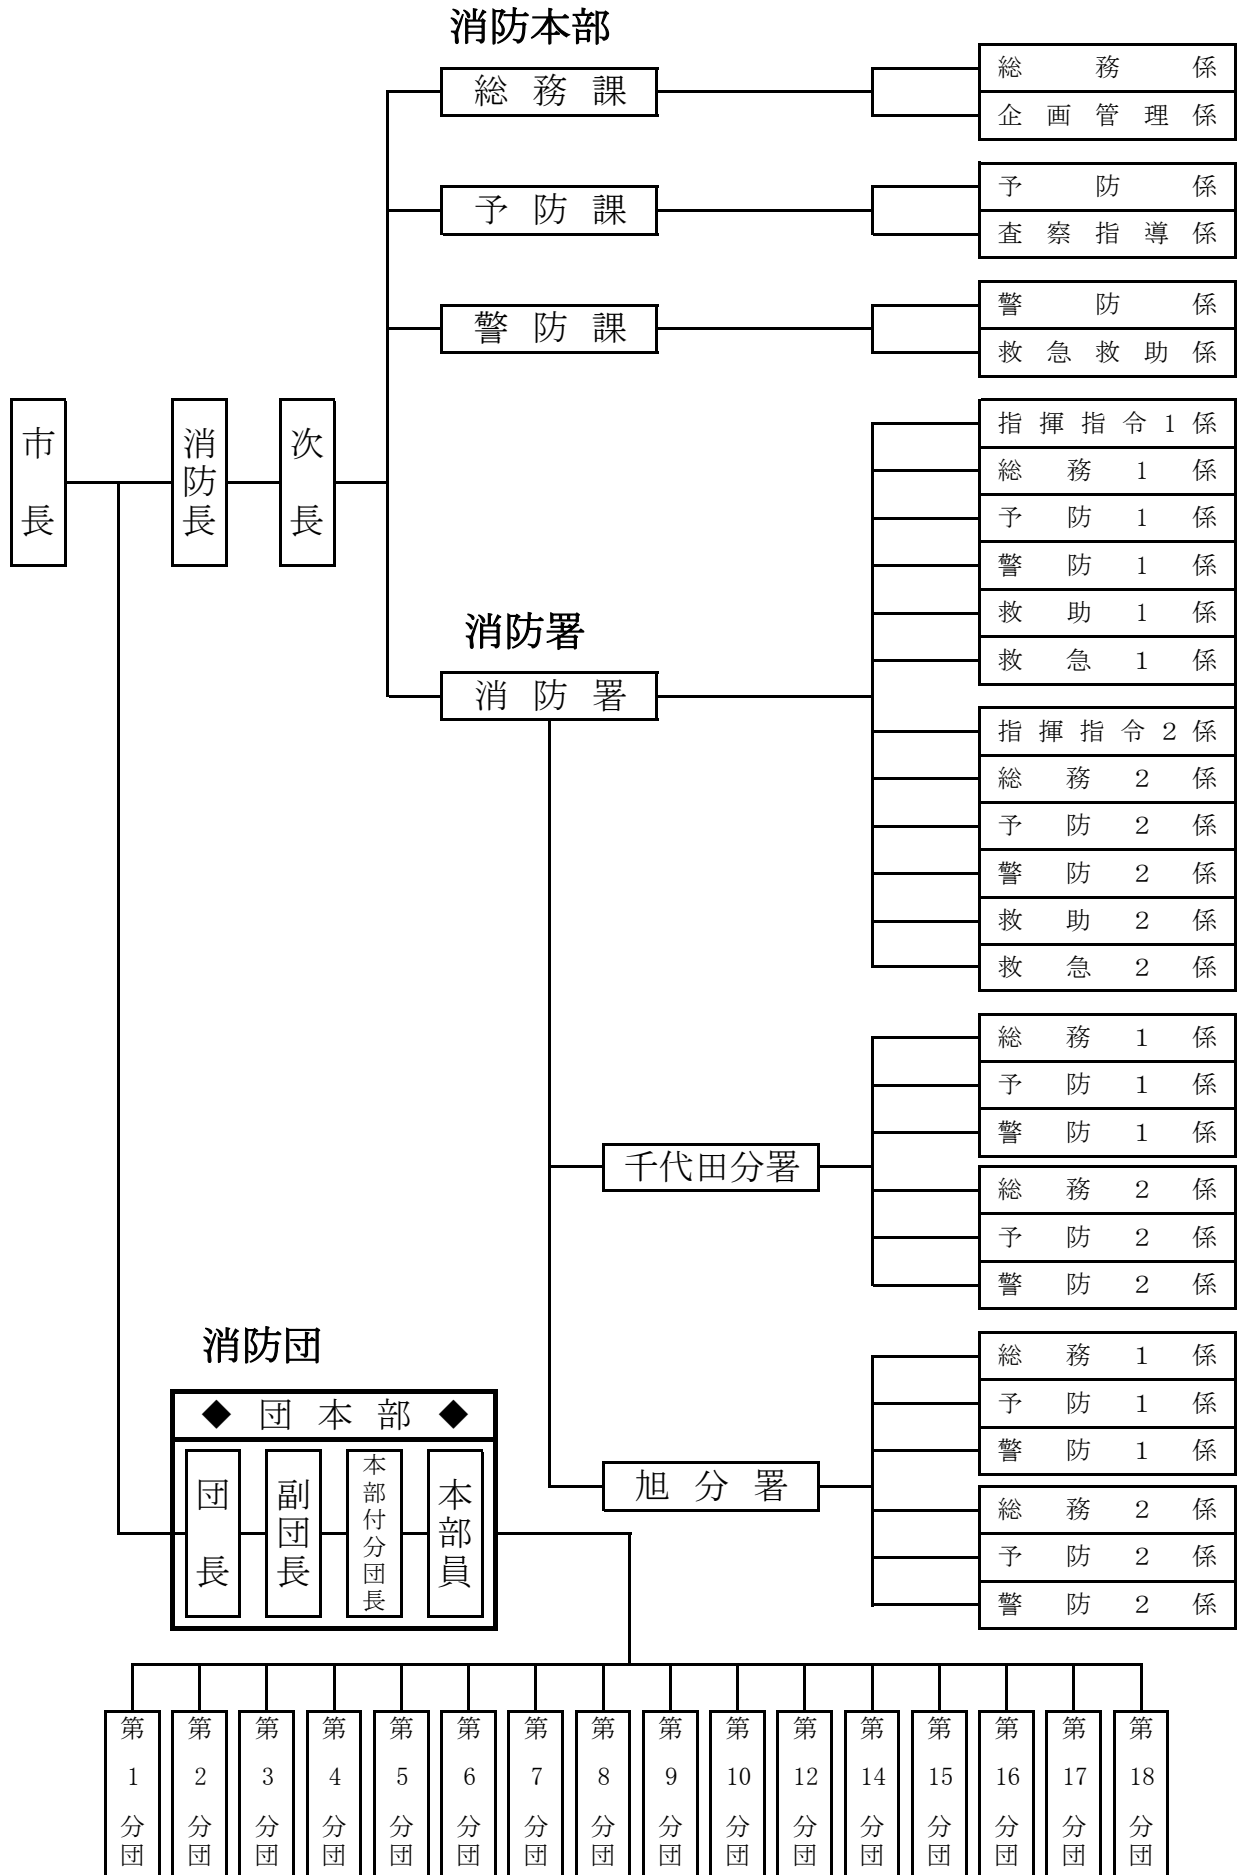 消防本部
総務課
総務係
企画管理係
予防課
予防係
査察指導係
警防課
警防係
救急救助係
市長
消防長
次長
指揮指令1係
総務1係
予防1係
警防1係
救助1係
救急1係
消防署
消防署
指揮指令2係
総務2係
予防2係
警防2係
救助2係
救急2係
千代田分署
総務1係
予防1係
警防1係
総務2係
予防2係
警防2係
旭分署
総務1係
予防1係
警防1係
総務2係
予防2係
警防2係
消防団
◆団本部◆
団長
副団長
本部付分団長
本部員
第1分団
第2分団
第3分団
第4分団
第5分団
第6分団
第7分団
第8分団
第9分団
第10分団
第12分団
第14分団
第15分団
第16分団
第17分団
第18分団